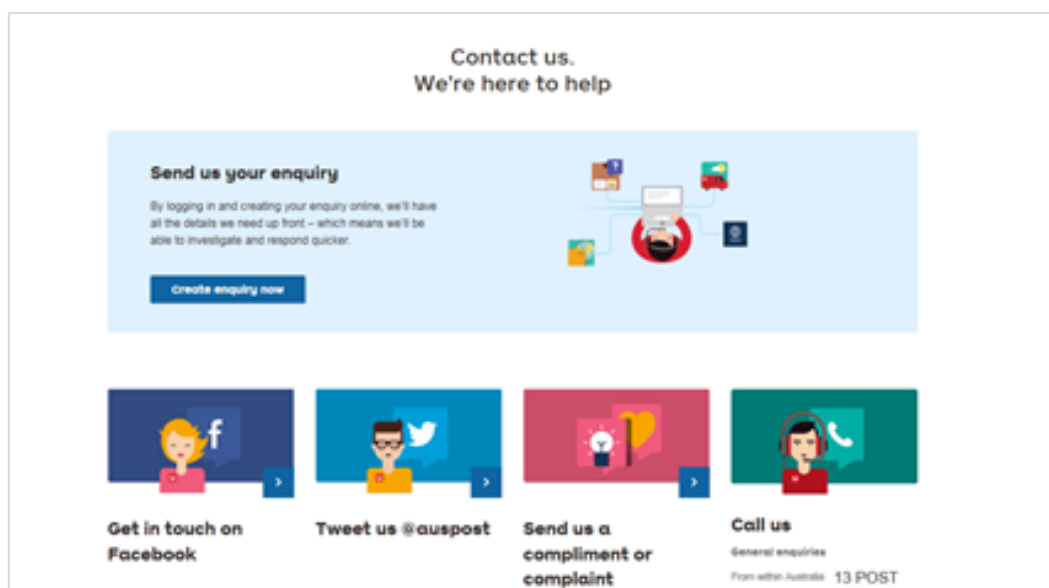 Contact us.
We're here to help
Send us your enquiry
By logging in and creating your enquiry online, we'll have
all the details we need up front – which means we'll be
able to investigate and respond quicker.
Create enquiry now
Get in touch on
Facebook
Tweet us @auspost
Send us a
compliment or
complaint
Call us
General enquiries
From within Australia 13 POST